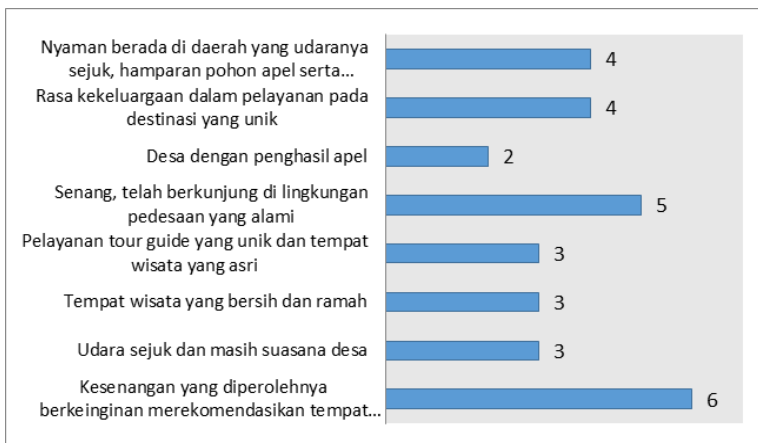 Nyaman berada di daerah yang udaranya
sejuk, hamparan pohon apel serta...
4
Rasa kekeluargaan dalam pelayanan pada
destinasi yang unik
4
Desa dengan penghasil apel
2
Senang, telah berkunjung di lingkungan
pedesaan yang alami
5
Pelayanan tour guide yang unik dan tempat
wisata yang asri
3
Tempat wisata yang bersih dan ramah
3
Udara sejuk dan masih suasana desa
3
Kesenangan yang diperolehnya
berkeinginan merekomendasikan tempat...
6